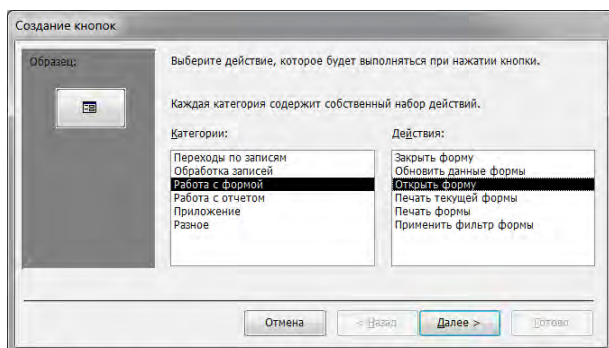 Создание кнопок
Образец:
Выберите действие, которое будет выполняться при нажатии кнопки.
Каждая категория содержит собственный набор действий.
Категории:
Действия:
Переходы по записям
Обработка записей
Работа с формой
Работа с отчетом
Приложение
Разное
Закрыть форму
Обновить данные формы
Открыть форму
Печать текущей формы
Печать формы
Применить фильтр формы
Отмена
< Назад
Далее >
Готово